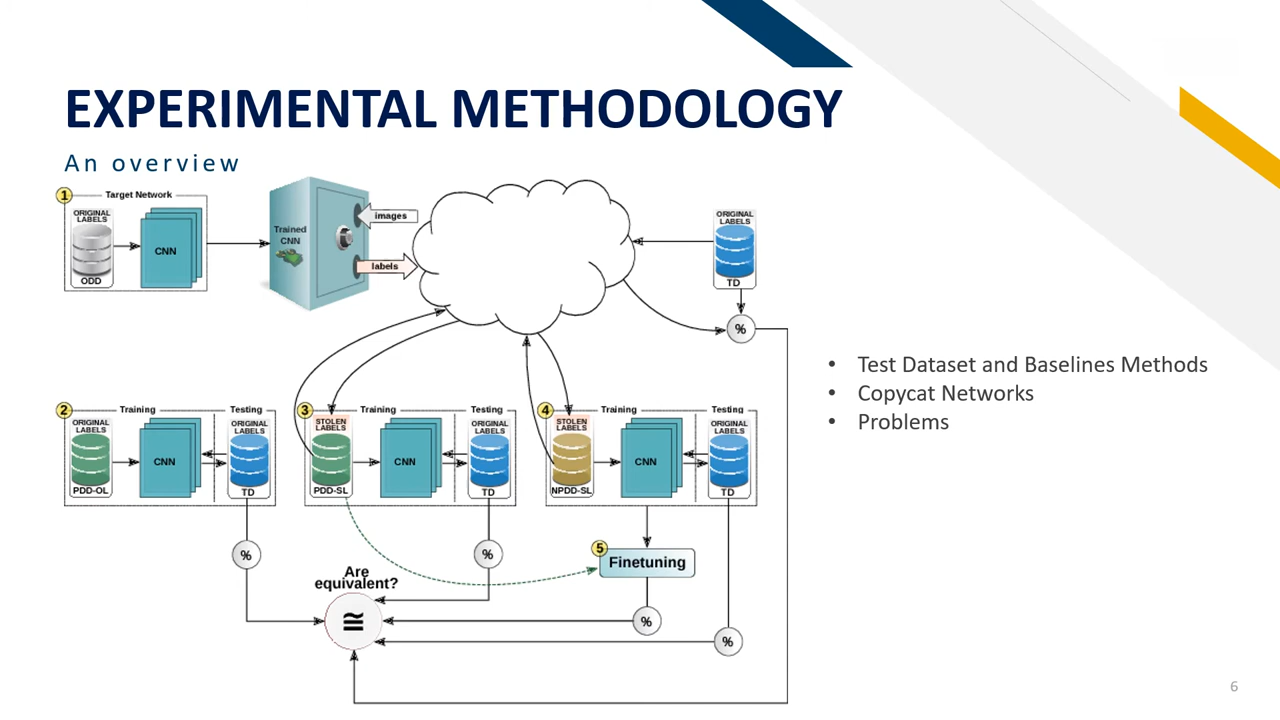 EXPERIMENTAL METHODOLOGY
An overview
1
Target Network
ORIGINAL
LABELS
ODD
CNN
Trained
CNN
images
labels
ORIGINAL
LABELS
TD
%
• Test Dataset and Baselines Methods
• Copycat Networks
• Problems
2
Training
Testing
ORIGINAL
LABELS
PDD-OL
CNN
ORIGINAL
LABELS
TD
%
3
Training
Testing
STOLEN
LABELS
PDD-SL
CNN
ORIGINAL
LABELS
TD
%
4
Training
Testing
STOLEN
LABELS
NPDD-SL
CNN
ORIGINAL
LABELS
TD
5
Finetuning
%
%
Are
equivalent?
≅
6